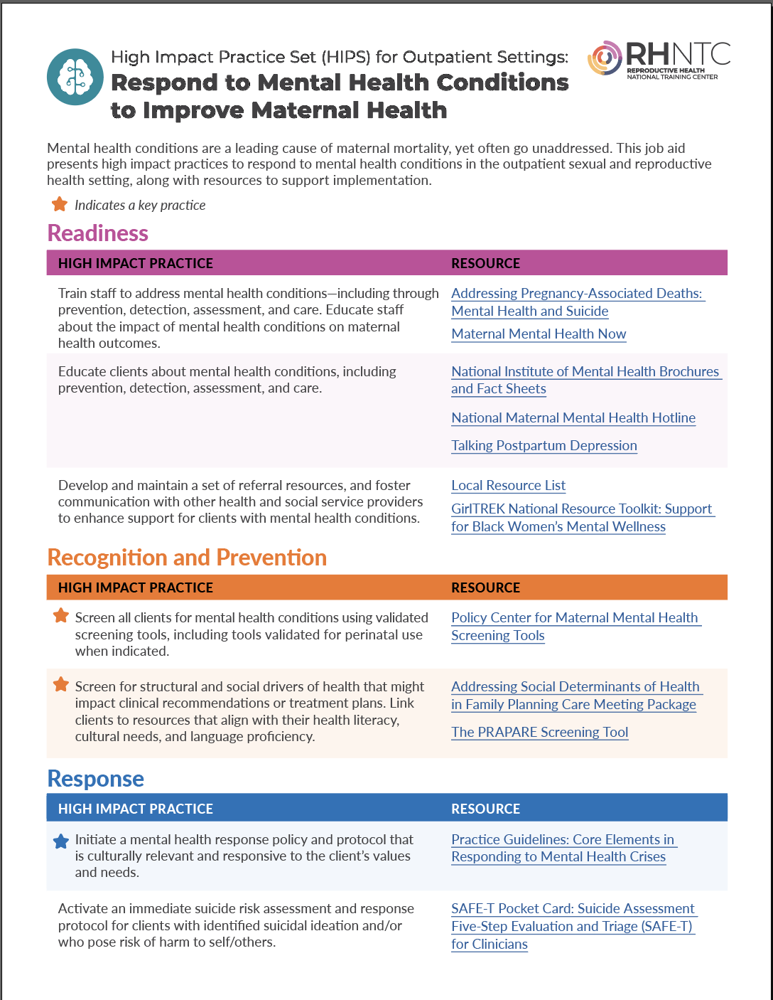 High Impact Practice Set (HIPS) for Outpatient Settings:
Respond to Mental Health Conditions
to Improve Maternal Health
RHNTC
REPRODUCTIVE HEALTH
NATIONAL TRAINING CENTER
Mental health conditions are a leading cause of maternal mortality, yet often go unaddressed. This job aid
presents high impact practices to respond to mental health conditions in the outpatient sexual and reproductive
health setting, along with resources to support implementation.
Indicates a key practice
Readiness
HIGH IMPACT PRACTICE
RESOURCE
Train staff to address mental health conditions—including through
prevention, detection, assessment, and care. Educate staff
about the impact of mental health conditions on maternal
health outcomes.
Addressing Pregnancy-Associated Deaths:
Mental Health and Suicide
Maternal Mental Health Now
Educate clients about mental health conditions, including
prevention, detection, assessment, and care.
National Institute of Mental Health Brochures
and Fact Sheets
National Maternal Mental Health Hotline
Talking Postpartum Depression
Develop and maintain a set of referral resources, and foster
communication with other health and social service providers
to enhance support for clients with mental health conditions.
Local Resource List
GirlTREK National Resource Toolkit: Support
for Black Women’s Mental Wellness
Recognition and Prevention
HIGH IMPACT PRACTICE
RESOURCE
Screen all clients for mental health conditions using validated
screening tools, including tools validated for perinatal use
when indicated.
Policy Center for Maternal Mental Health
Screening Tools
Screen for structural and social drivers of health that might
impact clinical recommendations or treatment plans. Link
clients to resources that align with their health literacy,
cultural needs, and language proficiency.
Addressing Social Determinants of Health
in Family Planning Care Meeting Package
The PRAPARE Screening Tool
Response
HIGH IMPACT PRACTICE
RESOURCE
Initiate a mental health response policy and protocol that
is culturally relevant and responsive to the client’s values
and needs.
Practice Guidelines: Core Elements in
Responding to Mental Health Crises
Activate an immediate suicide risk assessment and response
protocol for clients with identified suicidal ideation and/or
who pose risk of harm to self/others.
SAFE-T Pocket Card: Suicide Assessment
Five-Step Evaluation and Triage (SAFE-T)
for Clinicians